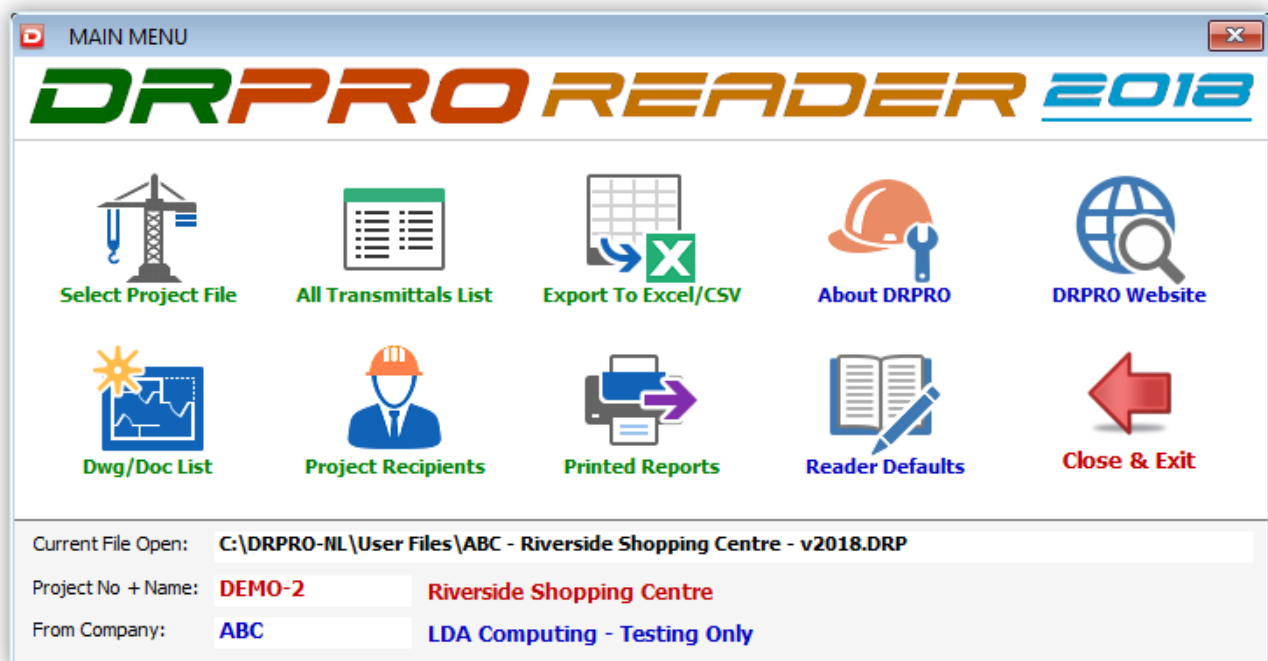 MAIN MENU
DRPRO READER 2018
Select Project File All Transmittals List Export To Excel/CSV About DRPRO DRPRO Website
Dwg/Doc List Project Recipients Printed Reports Reader Defaults Close & Exit
Current File Open: C:\DRPRO-NL\User Files\ABC - Riverside Shopping Centre - v2018.DRP
Project No + Name: DEMO-2 Riverside Shopping Centre
From Company: ABC LDA Computing - Testing Only